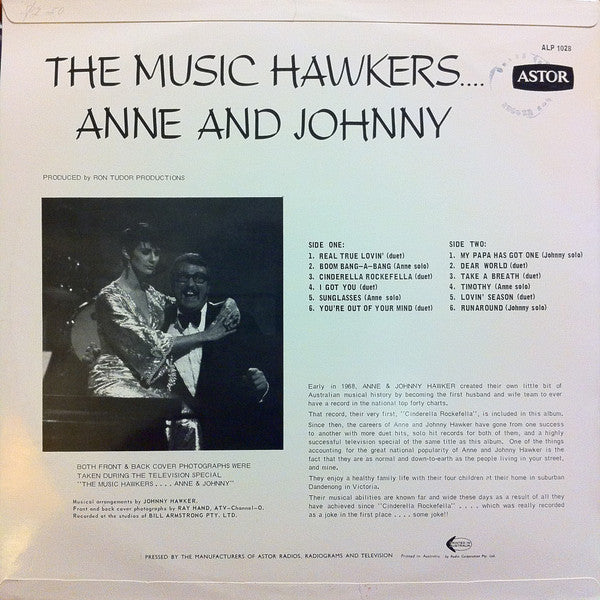 ALP 1028
ASTOR
THE MUSIC HAWKERS....
ANNE AND JOHNNY
PRODUCED by RON TUDOR PRODUCTIONS
SIDE ONE:
1. REAL TRUE LOVIN' (duet)
2. BOOM BANG-A-BANG (Anne solo)
3. CINDERELLA ROCKEFELLA (duet)
4. I GOT YOU (duet)
5. SUNGLASSES (Anne solo)
6. YOU'RE OUT OF YOUR MIND (duet)
SIDE TWO:
1. MY PAPA HAS GOT ONE (Johnny solo)
2. DEAR WORLD (duet)
3. TAKE A BREATH (duet)
4. TIMOTHY (Anne solo)
5. LOVIN' SEASON (duet)
6. RUNAROUND (Johnny solo)
Early in 1968, ANNE & JOHNNY HAWKER created their own little bit of
Australian musical history by becoming the first husband and wife team to ever
have a record in the national top forty charts.
That record, their very first, "Cinderella Rockefella", is included in this album.
Since then, the careers of Anne and Johnny Hawker have gone from one success
to another with more duet hits, solo hit records for both of them, and a highly
successful television special of the same title as this album. One of the things
accounting for the great national popularity of Anne and Johnny Hawker is the
fact that they are as normal and down-to-earth as the people living in your street,
and mine.
They enjoy a healthy family life with their four children at their home in suburban
Dandenong in Victoria.
Their musical abilities are known far and wide these days as a result of all they
have achieved since "Cinderella Rockefella" .... which was really recorded
as a joke in the first place .... some joke!!
BOTH FRONT & BACK COVER PHOTOGRAPHS WERE
TAKEN DURING THE TELEVISION SPECIAL
"THE MUSIC HAWKERS .... ANNE & JOHNNY"
Musical arrangements by JOHNNY HAWKER.
Front and back cover photographs by RAY HAND, ATV-Channel-O.
Recorded at the studios of BILL ARMSTRONG PTY. LTD.
PRESSED BY THE MANUFACTURERS OF ASTOR RADIOS, RADIOGRAMS AND TELEVISION
Printed in Australia by Radio Corporation Pty. Ltd.